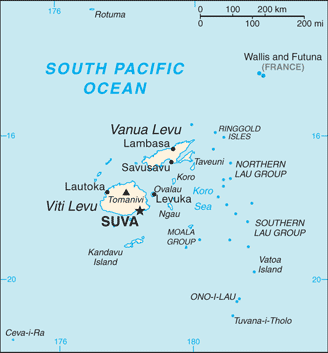 176
Rotuma
180
0 100 200 km
0 100 200 mi
Wallis and Futuna
(FRANCE)
SOUTH PACIFIC
OCEAN
16
16
Vanua Levu
Lambasa
RINGGOLD
ISLES
Savusavu
Taveuni
NORTHERN
LAU GROUP
Koro
Lautoka
Tomanivi
Ovalau
Levuka
Koro
Sea
Viti Levu
SUVA
Ngau
SOUTHERN
LAU GROUP
MOALA
GROUP
Kandavu
Island
Vatoa
Island
20
20
ONO-I-LAU
Tuvana-i-Tholo
Ceva-i-Ra
176
180